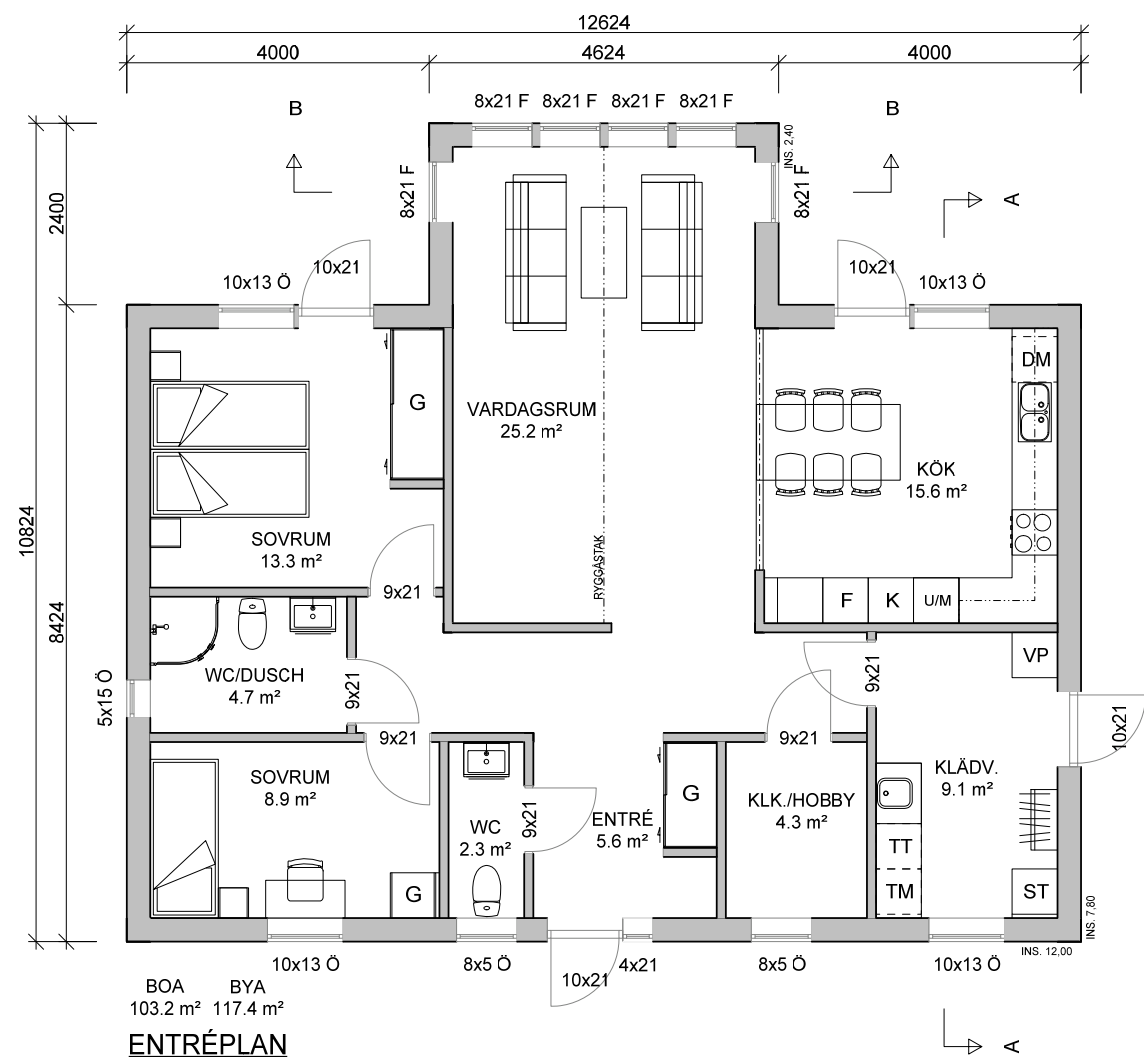 12624
4000
4624
4000
B
8x21 F
8x21 F
8x21 F
8x21 F
B
INS. 2,40
8x21 F
8x21 F
A
2400
10824
8424
10x13 Ö
10x21
10x21
10x13 Ö
DM
G
VARDAGSRUM
25.2 m²
KÖK
15.6 m²
SOVRUM
13.3 m²
RYGGÅSTAK
9x21
F
K
U/M
WC/DUSCH
4.7 m²
5x15 Ö
9x21
9x21
9x21
VP
10x21
9x21
SOVRUM
8.9 m²
WC
2.3 m²
9x21
ENTRÉ
5.6 m²
G
KLK./HOBBY
4.3 m²
KLÄDV.
9.1 m²
TT
TM
ST
G
INS. 7,80
INS. 12,00
10x13 Ö
8x5 Ö
10x21
4x21
8x5 Ö
10x13 Ö
BOA
103.2 m²
BYA
117.4 m²
ENTRÉPLAN
A